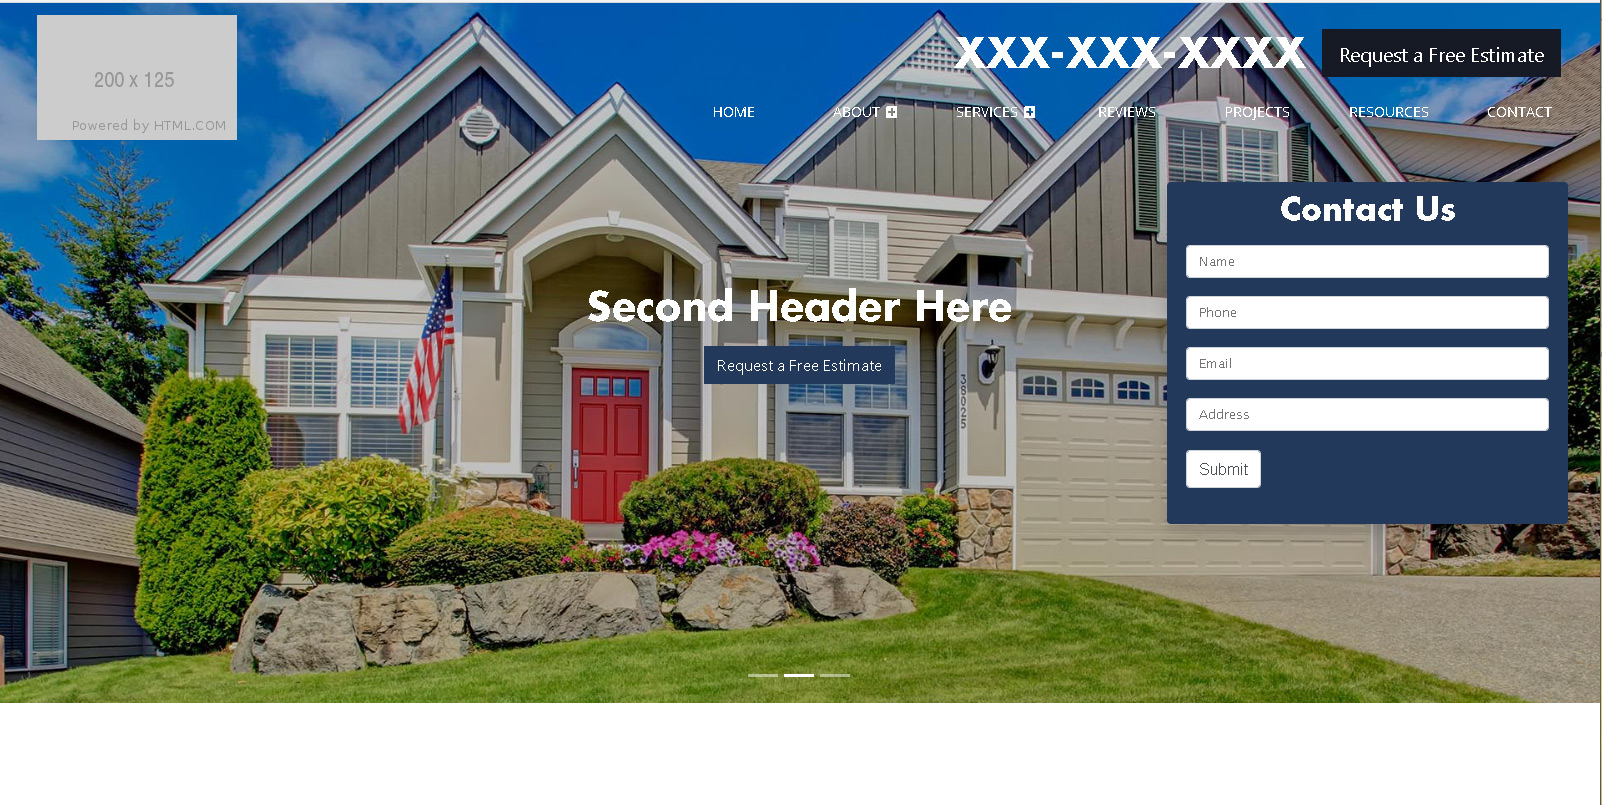 200 x 125
Powered by HTML.COM
XXX-XXX-XXXX
Request a Free Estimate
HOME
ABOUT
SERVICES
REVIEWS
PROJECTS
RESOURCES
CONTACT
Contact Us
Name
Phone
Email
Address
Submit
Second Header Here
Request a Free Estimate
38025